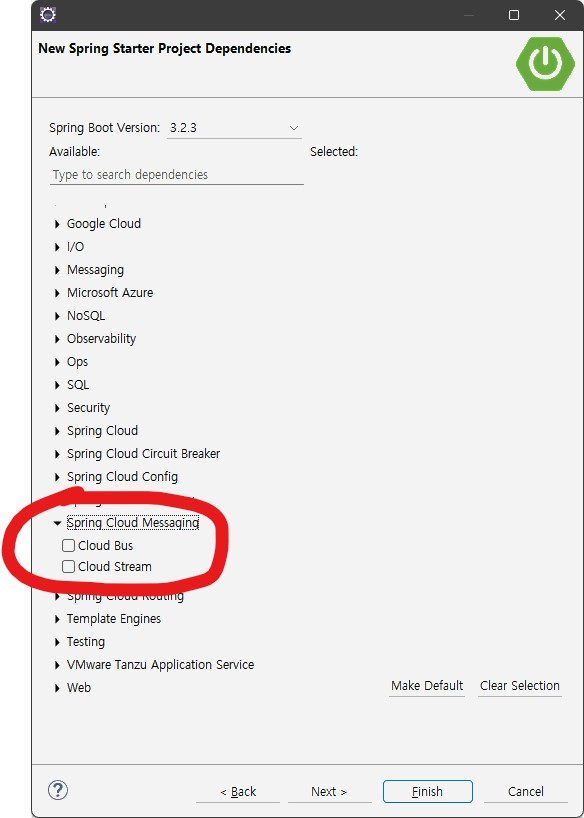 New Spring Starter Project Dependencies
Spring Boot Version: 3.2.3
Available: Selected:
Type to search dependencies
Google Cloud
I/O
Messaging
Microsoft Azure
NoSQL
Observability
Ops
SQL
Security
Spring Cloud
Spring Cloud Circuit Breaker
Spring Cloud Config
Spring Cloud Messaging
Cloud Bus
Cloud Stream
Spring Cloud Routing
Template Engines
Testing
VMware Tanzu Application Service
Web
Make Default Clear Selection
? < Back Next > Finish Cancel